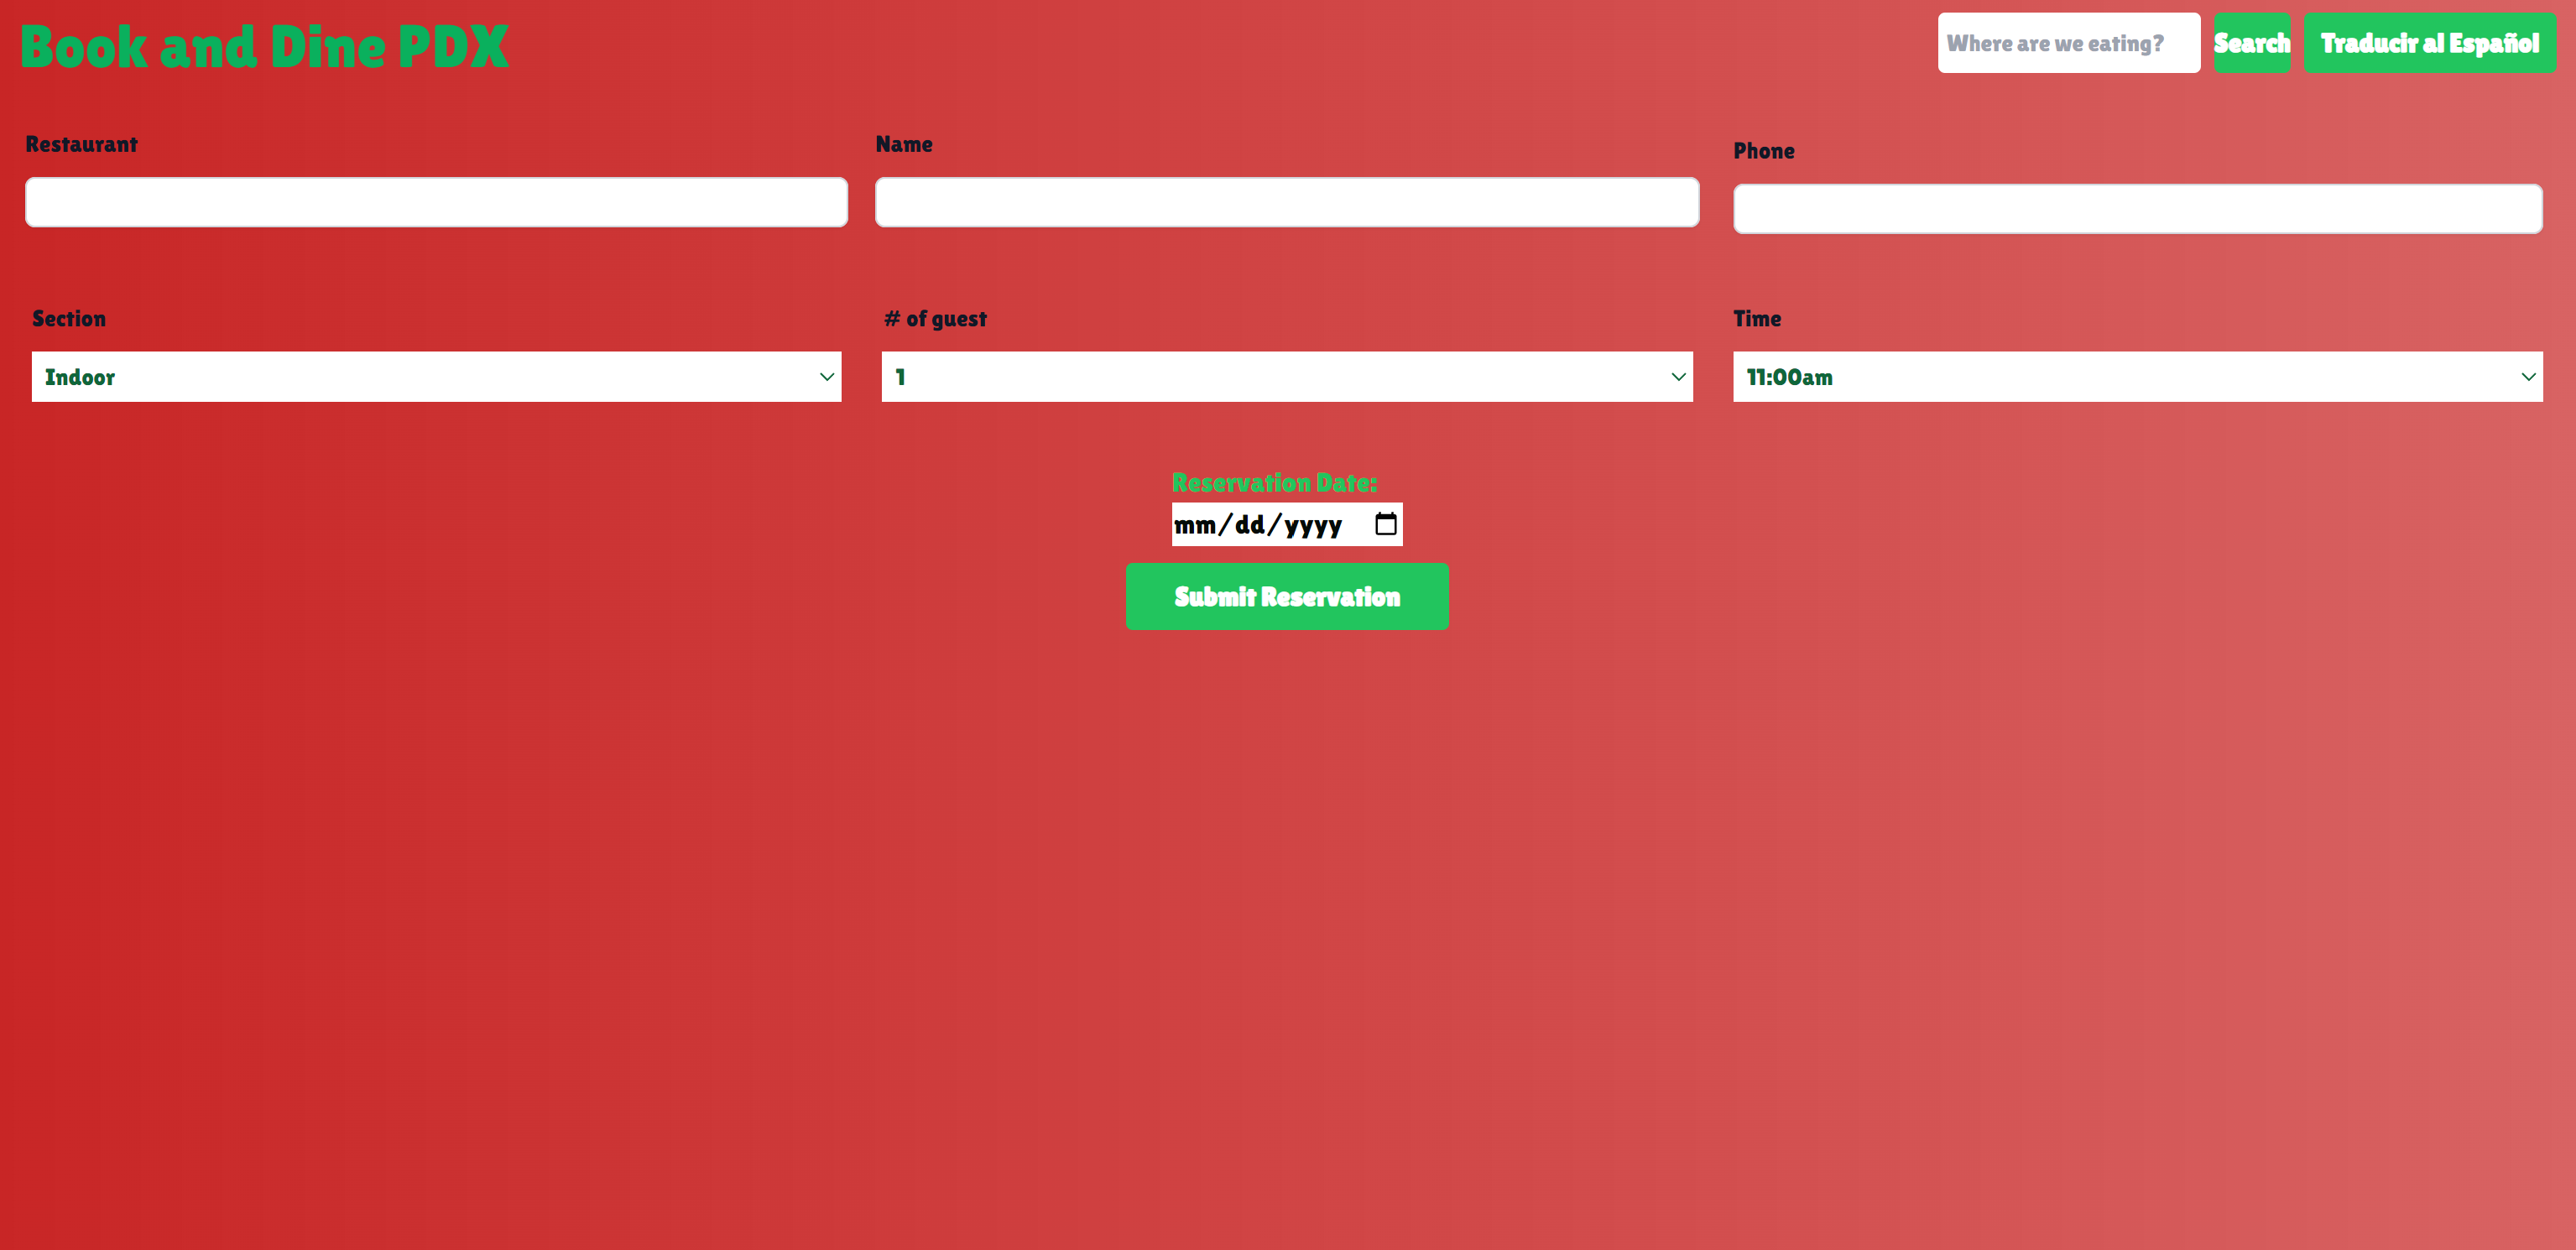 Book and Dine PDX
Where are we eating?
Search
Traducir al Español
Restaurant
Name
Phone
Section
# of guest
Time
Indoor
1
11:00am
Reservation Date:
mm/dd/yyyy
Submit Reservation